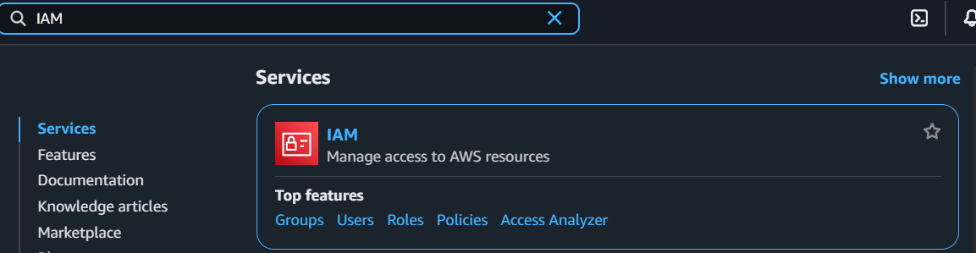 IAM
Services
Show more
Services
Features
Documentation
Knowledge articles
Marketplace
IAM
Manage access to AWS resources
Top features
Groups Users Roles Policies Access Analyzer